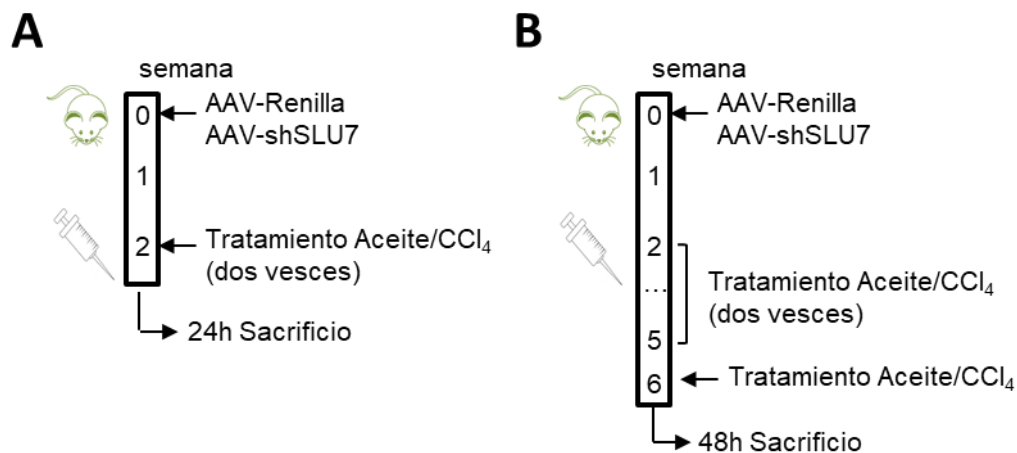 A
semana
0
AAV-Renilla
AAV-shSLU7
1
2
Tratamiento Aceite/CCl₄
(dos vesces)
24h Sacrificio
B
semana
0
AAV-Renilla
AAV-shSLU7
1
2
...
Tratamiento Aceite/CCl₄
(dos vesces)
5
6
Tratamiento Aceite/CCl₄
48h Sacrificio